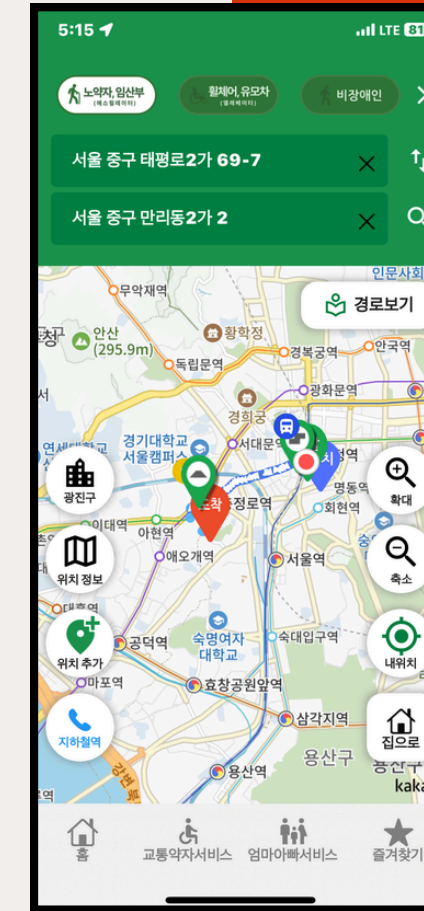 5:15
LTE 81
노약자, 임산부
(에스컬레이터)
휠체어, 유모차
(엘레베이터)
비장애인
서울 중구 태평로2가 69-7
서울 중구 만리동2가 2
인문사회
무악재역
경로보기
안산
(295.9m)
황학정
안국역
독립문역
경복궁역
광화문역
경희궁
경기대학교
서울캠퍼스
서대문
광진구
도착
정로역
명동역
확대
이대역
아현역
회현역
위치 정보
애오개역
서울역
축소
공덕역
숙명여자
대학교
숙대입구역
위치 추가
내위치
마포역
효창공원앞역
지하철역
삼각지역
집으로
용산구
용산역
강변북
kaka
홈
교통약자서비스
엄마아빠서비스
즐겨찾기